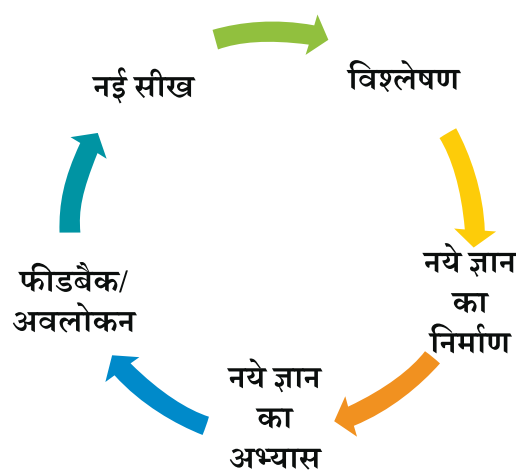 नई सीख
विश्लेषण
नये ज्ञान
का
निर्माण
नये ज्ञान
का
अभ्यास
फीडबैक/
अवलोकन